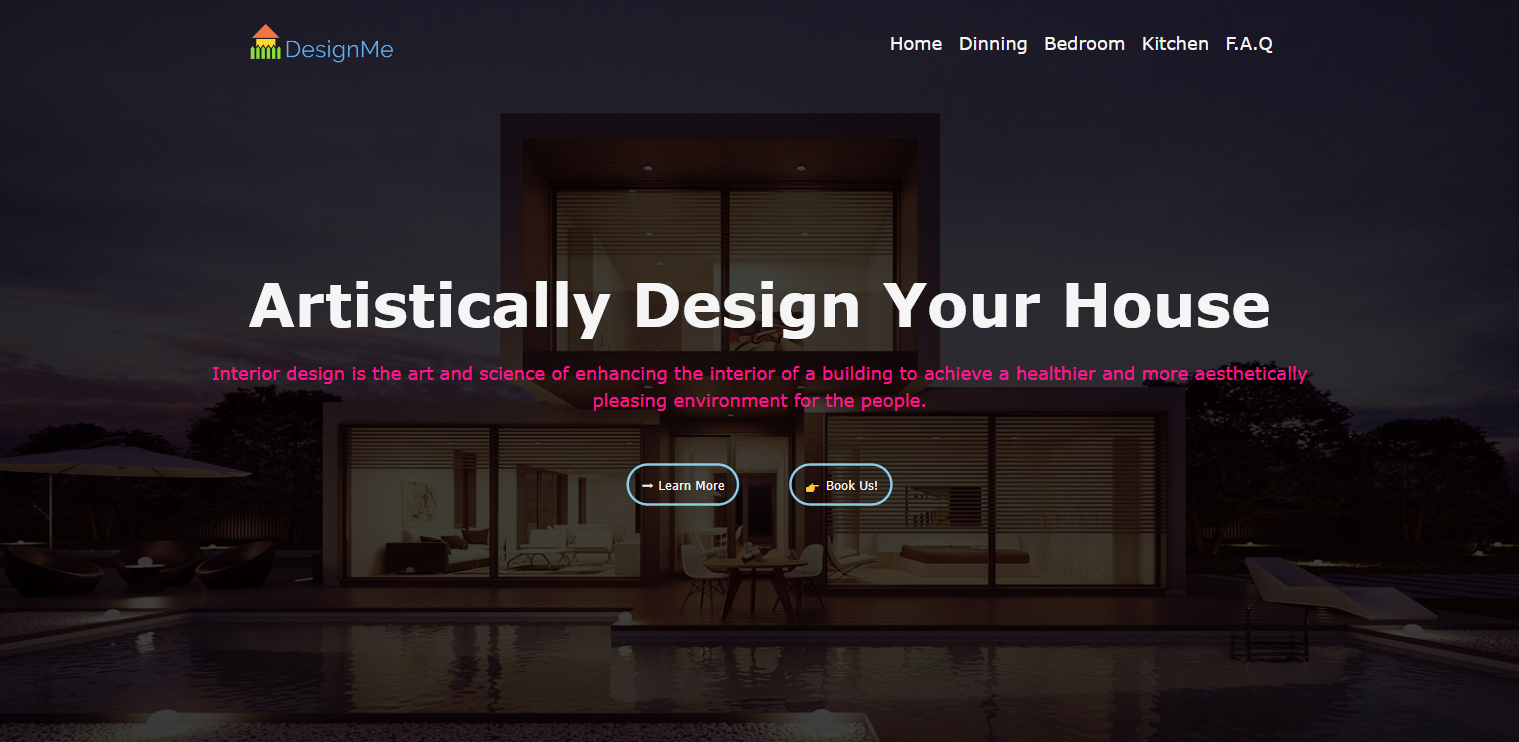 DesignMe
Home Dinning Bedroom Kitchen F.A.Q
Artistically Design Your House
Interior design is the art and science of enhancing the interior of a building to achieve a healthier and more aesthetically
pleasing environment for the people.
➞ Learn More 👉 Book Us!